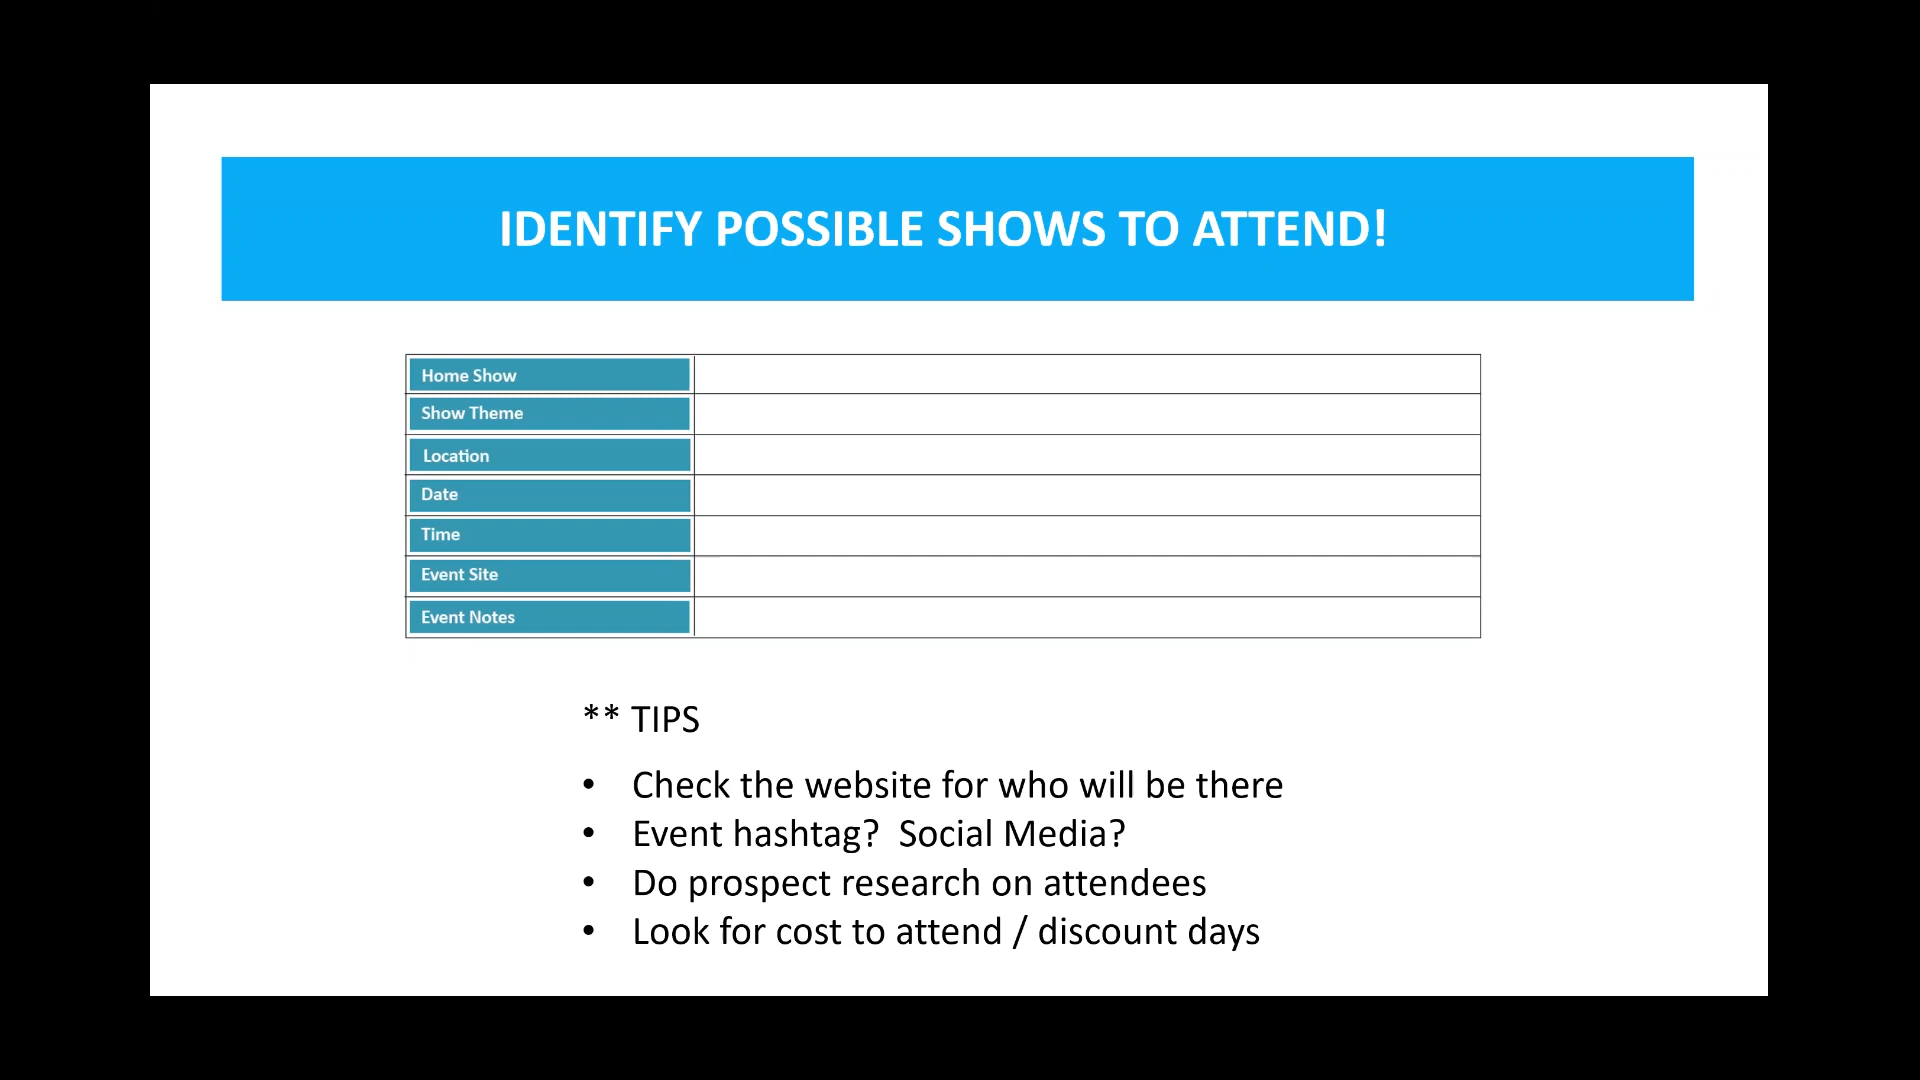 IDENTIFY POSSIBLE SHOWS TO ATTEND!
Home Show
Show Theme
Location
Date
Time
Event Site
Event Notes
** TIPS
• Check the website for who will be there
• Event hashtag?  Social Media?
• Do prospect research on attendees
• Look for cost to attend / discount days